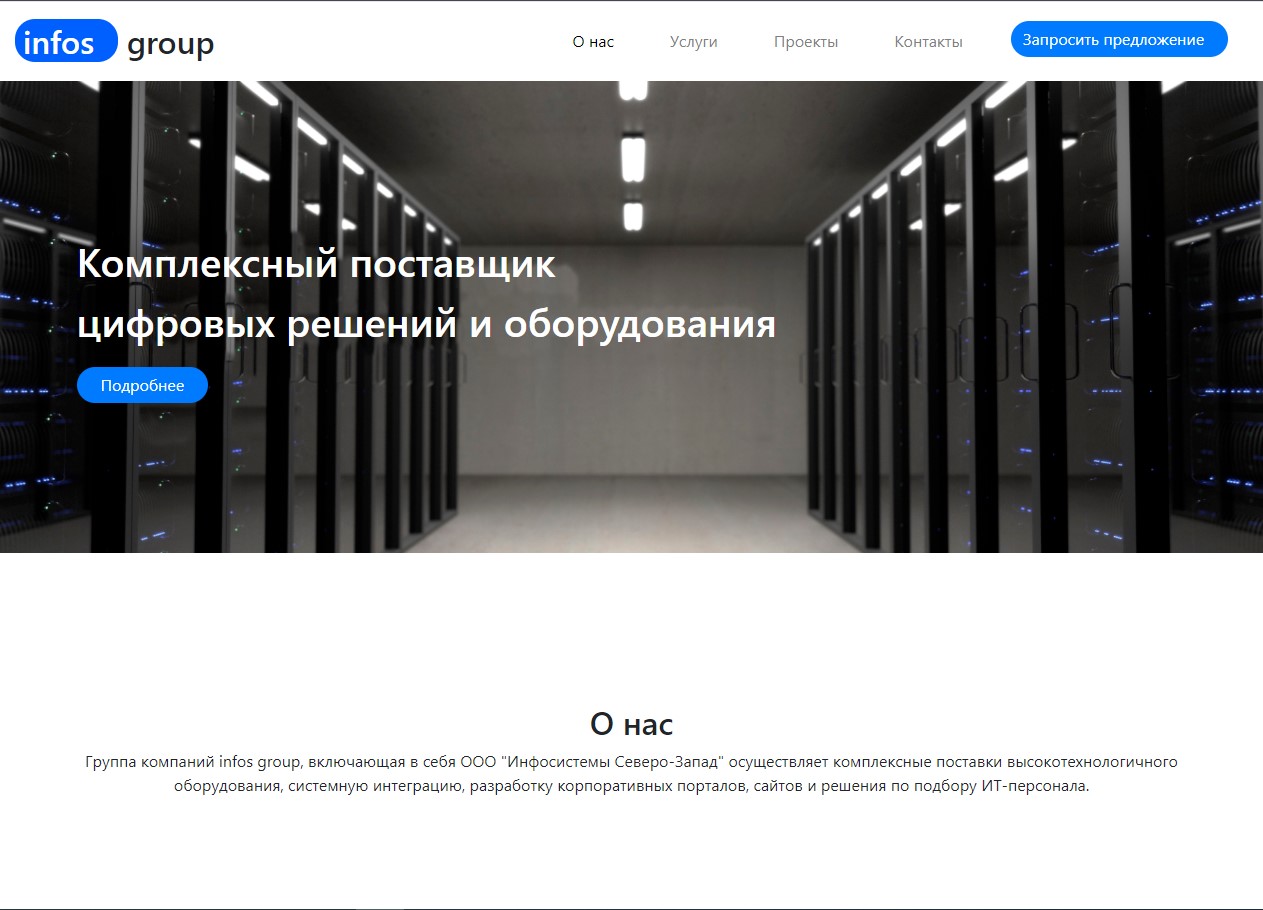 infos group
О нас Услуги Проекты Контакты Запросить предложение
Комплексный поставщик
цифровых решений и оборудования
Подробнее
О нас
Группа компаний infos group, включающая в себя ООО "Инфосистемы Северо-Запад" осуществляет комплексные поставки высокотехнологичного
оборудования, системную интеграцию, разработку корпоративных порталов, сайтов и решения по подбору ИТ-персонала.